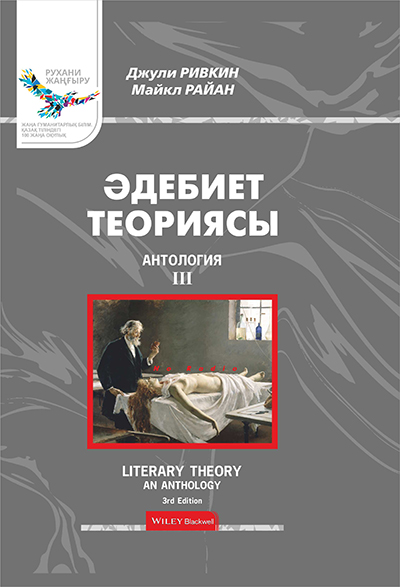 РУХАНИ
ЖАҢҒЫРУ
ЖАҢА ГУМАНИТАРЛЫҚ БІЛІМ.
ҚАЗАҚ ТІЛІНДЕГІ
100 ЖАҢА ОҚУЛЫҚ
Джули РИВКИН
Майкл РАЙАН
ӘДЕБИЕТ
ТЕОРИЯСЫ
АНТОЛОГИЯ
III
LITERARY THEORY
AN ANTHOLOGY
3rd Edition
WILEY Blackwell